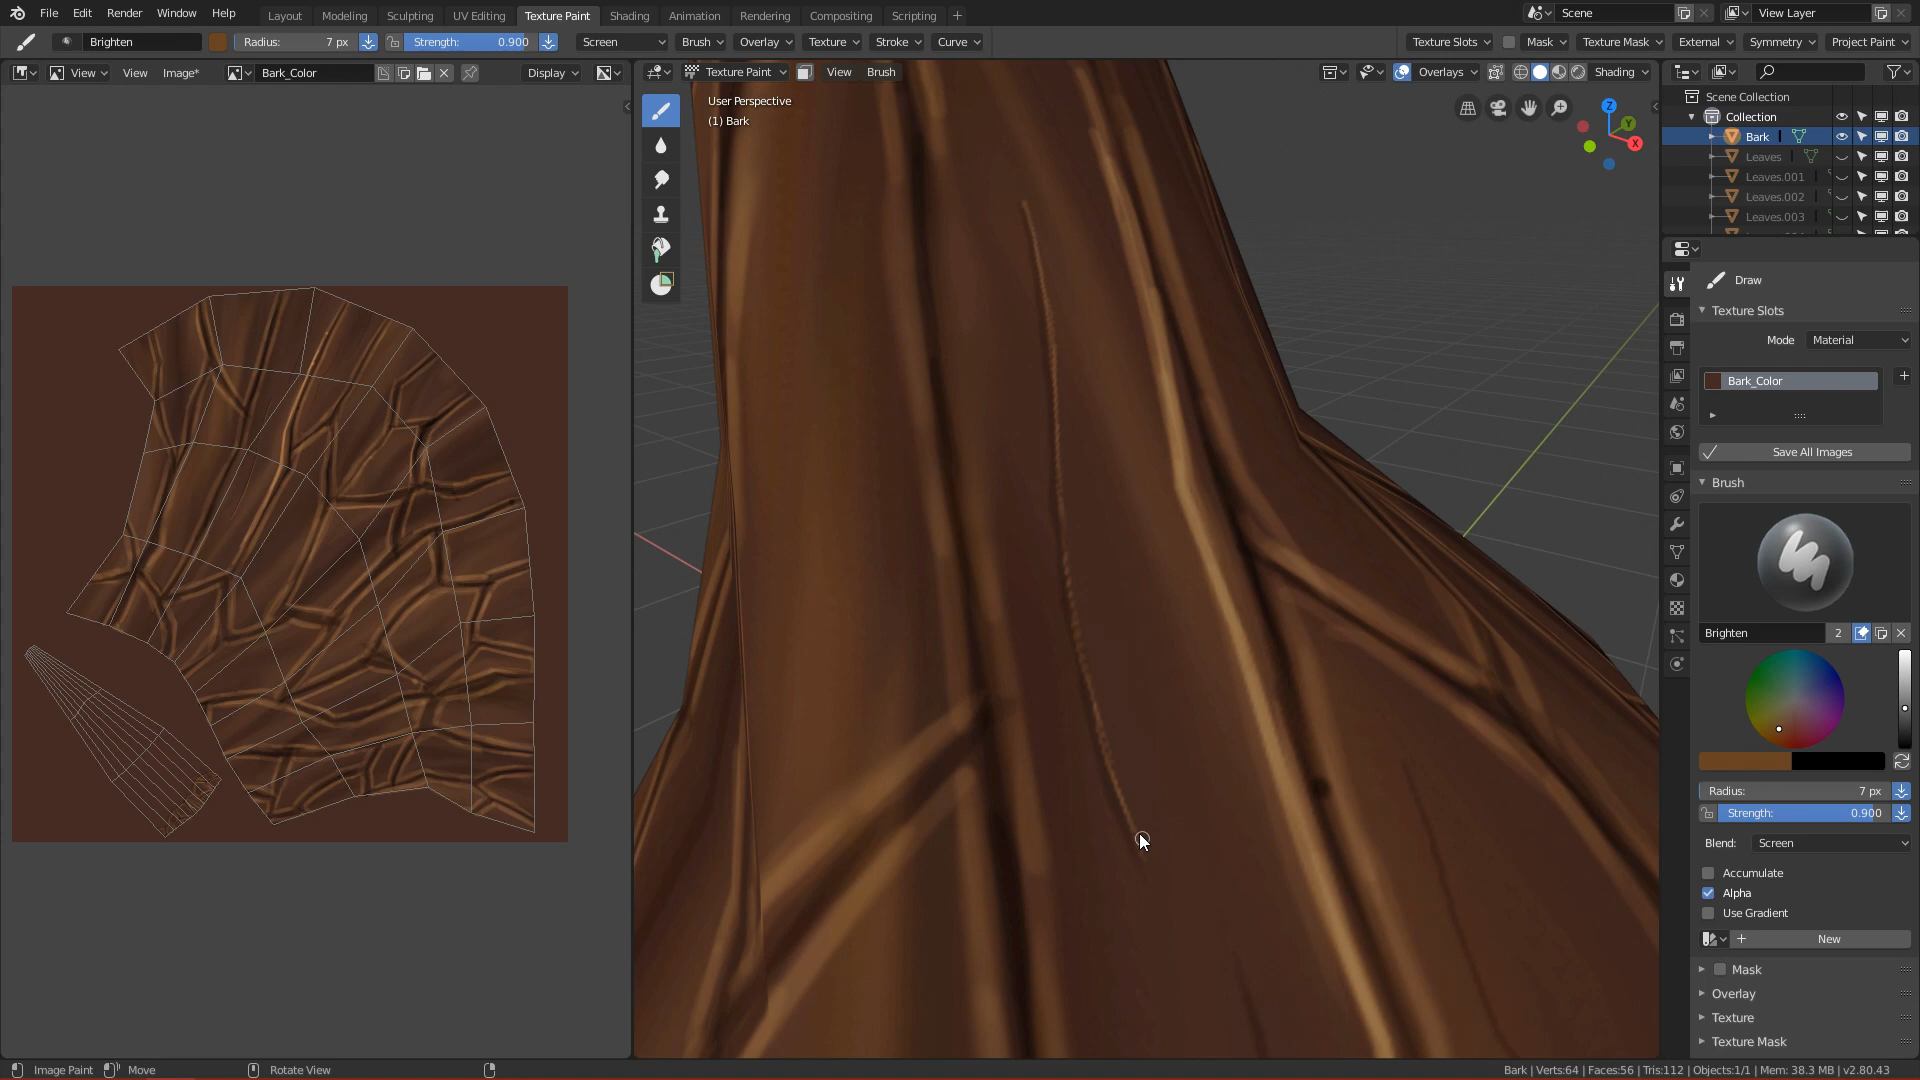 File Edit Render Window Help Layout Modeling Sculpting UV Editing Texture Paint Shading Animation Rendering Compositing Scripting + Scene View Layer
Brighten Radius: 7 px Strength: 0.900 Screen Brush Overlay Texture Stroke Curve Texture Slots Mask Texture Mask External Symmetry Project Paint
View View Image* Bark_Color Display Texture Paint View Brush Overlays Shading
User Perspective
(1) Bark
Z
Y
X
Scene Collection
Collection
Bark
Leaves
Leaves.001
Leaves.002
Leaves.003
Draw
Texture Slots
Mode Material
Bark_Color
Save All Images
Brush
Brighten 2
Radius: 7 px
Strength: 0.900
Blend: Screen
Accumulate
Alpha
Use Gradient
New
Mask
Overlay
Texture
Texture Mask
Image Paint Move Rotate View Bark | Verts:64 | Faces:56 | Tris:112 | Objects:1/1 | Mem: 38.3 MB | v2.80.43